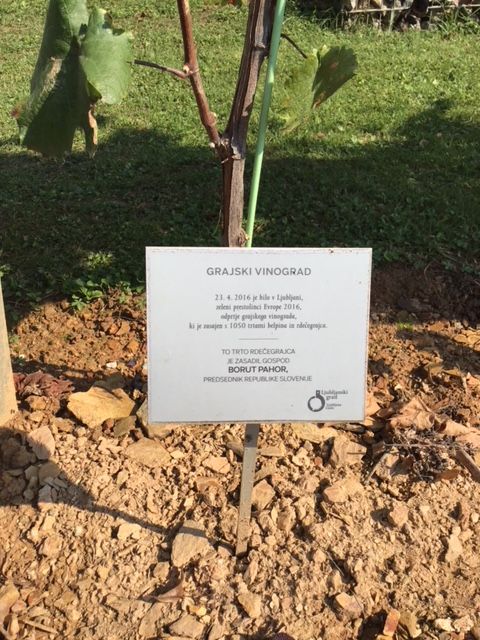 GRAJSKI VINOGRAD
23. 4. 2016 je bilo v Ljubljani,
zeleni prestolnici Evrope 2016,
odprtje grajskega vinograda,
ki je zasajen s 1050 trtami belpina in rdečegrajca.
TO TRTO RDEČEGRAJCA
JE ZASADIL GOSPOD
BORUT PAHOR,
PREDSEDNIK REPUBLIKE SLOVENIJE
Ljubljanski
grad